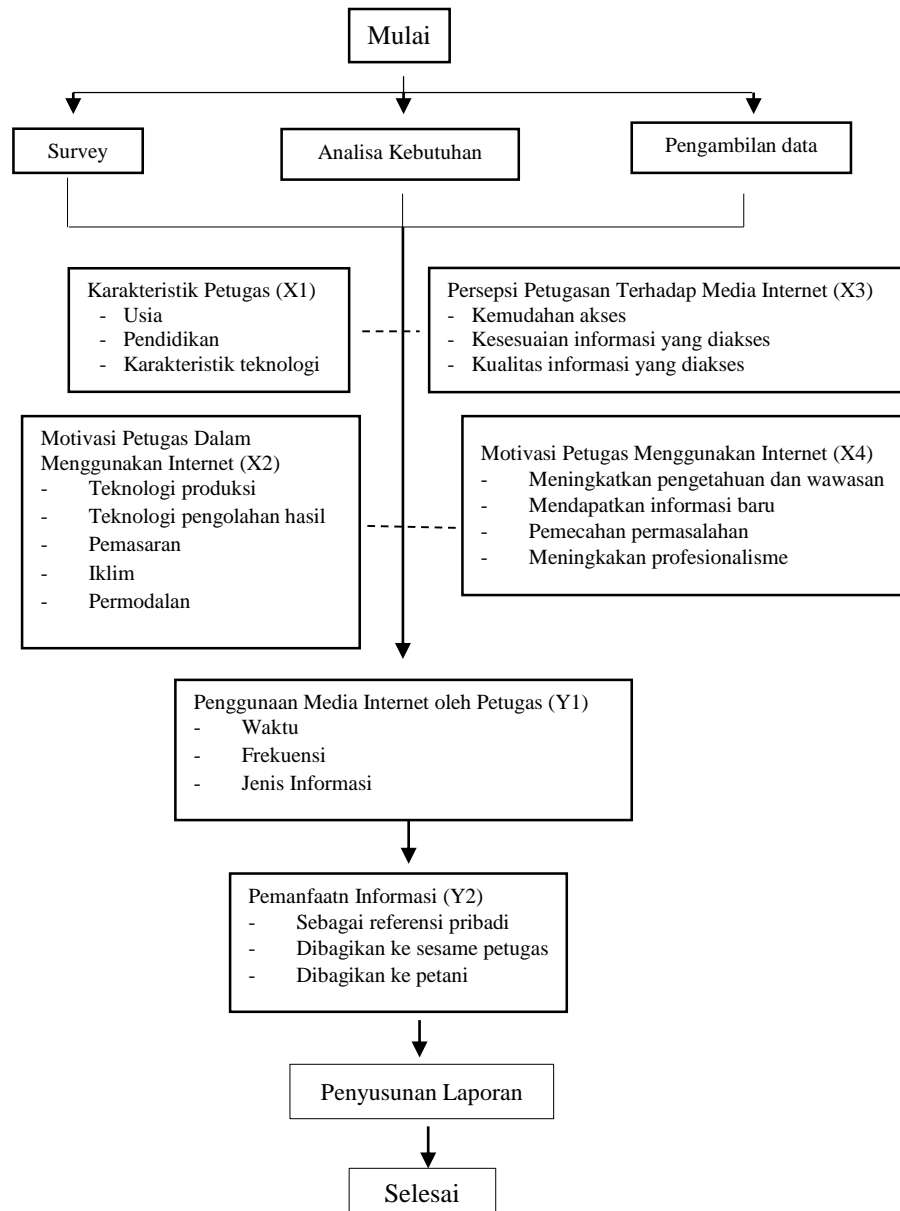 Mulai
Survey
Analisa Kebutuhan
Pengambilan data
Karakteristik Petugas (X1)
- Usia
- Pendidikan
- Karakteristik teknologi
Persepsi Petugasan Terhadap Media Internet (X3)
- Kemudahan akses
- Kesesuaian informasi yang diakses
- Kualitas informasi yang diakses
Motivasi Petugas Dalam
Menggunakan Internet (X2)
- Teknologi produksi
- Teknologi pengolahan hasil
- Pemasaran
- Iklim
- Permodalan
Motivasi Petugas Menggunakan Internet (X4)
- Meningkatkan pengetahuan dan wawasan
- Mendapatkan informasi baru
- Pemecahan permasalahan
- Meningkakan profesionalisme
Penggunaan Media Internet oleh Petugas (Y1)
- Waktu
- Frekuensi
- Jenis Informasi
Pemanfaatn Informasi (Y2)
- Sebagai referensi pribadi
- Dibagikan ke sesame petugas
- Dibagikan ke petani
Penyusunan Laporan
Selesai